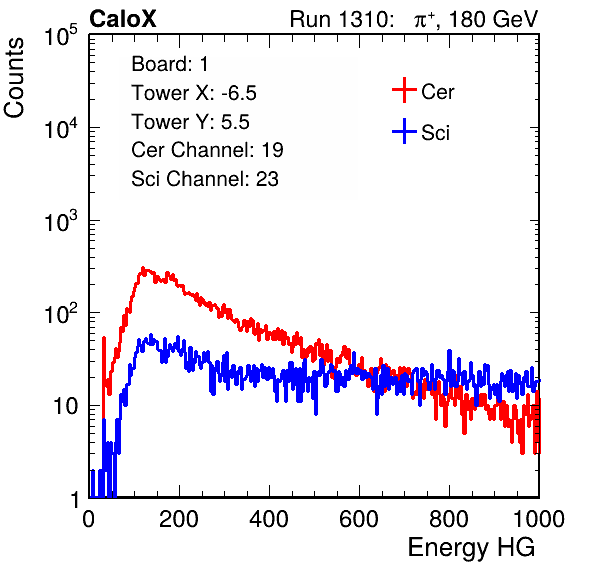 CaloX Run 1310: π⁺, 180 GeV
Board: 1
Tower X: -6.5
Tower Y: 5.5
Cer Channel: 19
Sci Channel: 23
Cer
Sci
Counts
10⁵
10⁴
10³
10²
10
1
0 200 400 600 800 1000
Energy HG